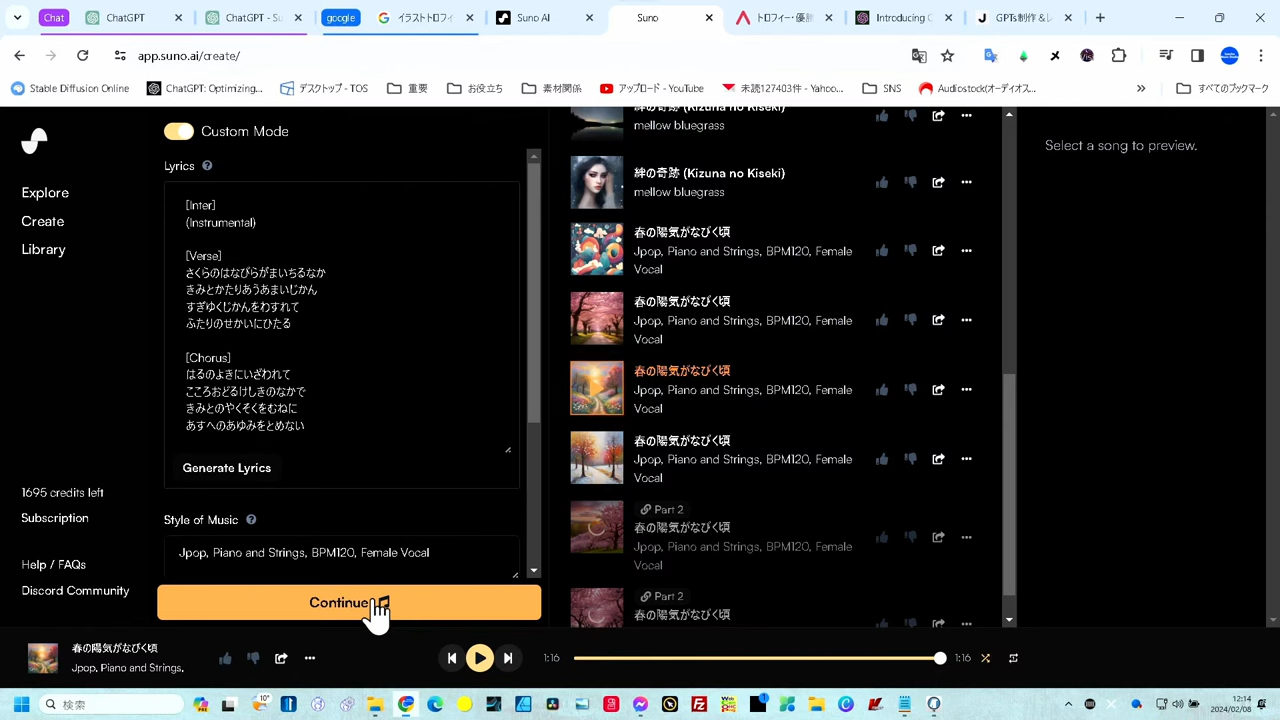 Chat
ChatGPT
ChatGPT - Su
google
イラストトロフィ
Suno AI
Suno
トロフィー・優勝
Introducing C
GPTs制作 & レ
app.suno.ai/create/
Stable Diffusion Online
ChatGPT: Optimizing...
デスクトップ - TOS
重要
お役立ち
素材関係
アップロード - YouTube
未読127403件 - Yahoo...
SNS
Audiostock(オーディオス...
すべてのブックマーク
Explore
Create
Library
1695 credits left
Subscription
Help / FAQs
Discord Community
Custom Mode
Lyrics
[Inter]
(Instrumental)
[Verse]
さくらのはなびらがまいちるなか
きみとかたりあうあまいじかん
すぎゆくじかんをわすれて
ふたりのせかいにひたる
[Chorus]
はるのよきにいざわれて
こころおどるけしきのなかで
きみとのやくそくをむねに
あすへのあゆみをとめない
Generate Lyrics
Style of Music
Jpop, Piano and Strings, BPM120, Female Vocal
Continue
絆の奇跡 (Kizuna no Kiseki)
mellow bluegrass
絆の奇跡 (Kizuna no Kiseki)
mellow bluegrass
春の陽気がなびく頃
Jpop, Piano and Strings, BPM120, Female
Vocal
春の陽気がなびく頃
Jpop, Piano and Strings, BPM120, Female
Vocal
春の陽気がなびく頃
Jpop, Piano and Strings, BPM120, Female
Vocal
春の陽気がなびく頃
Jpop, Piano and Strings, BPM120, Female
Vocal
Part 2
春の陽気がなびく頃
Jpop, Piano and Strings, BPM120, Female
Vocal
Part 2
春の陽気がなびく頃
Select a song to preview.
春の陽気がなびく頃
Jpop, Piano and Strings,
1:16
1:16
検索
10°
12:14
2024/02/08